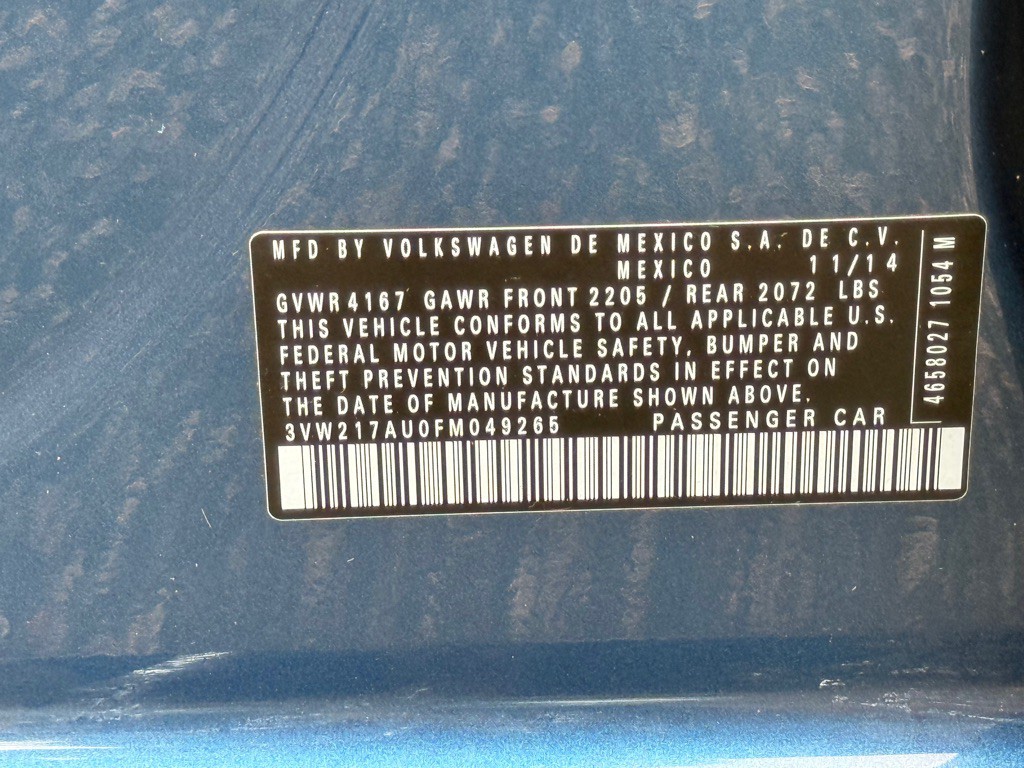 MFD BY VOLKSWAGEN DE MEXICO S.A. DE C.V.
MEXICO 11/14
GVWR 4167 GAWR FRONT 2205 / REAR 2072 LBS
THIS VEHICLE CONFORMS TO ALL APPLICABLE U.S.
FEDERAL MOTOR VEHICLE SAFETY, BUMPER AND
THEFT PREVENTION STANDARDS IN EFFECT ON
THE DATE OF MANUFACTURE SHOWN ABOVE.
3VW217AU0FM049265 PASSENGER CAR
4658027 1054 M